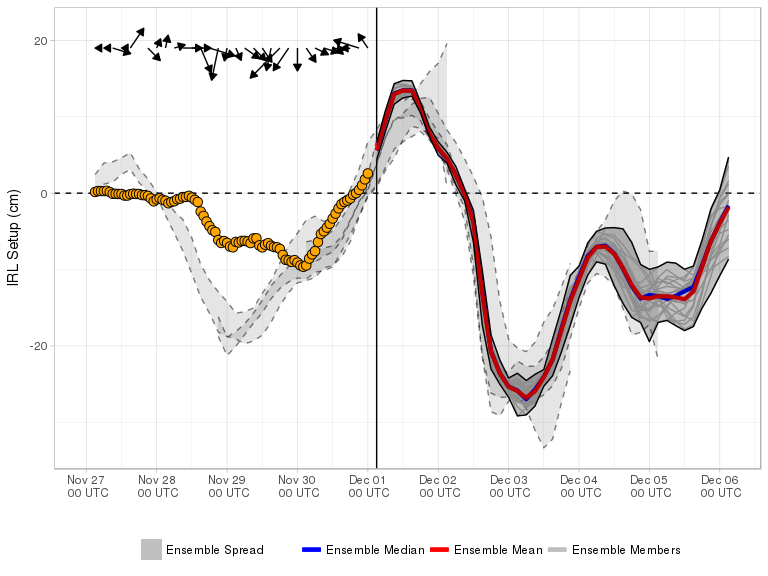 IRL Setup (cm)
20
0
-20
Nov 27 Nov 28 Nov 29 Nov 30 Dec 01 Dec 02 Dec 03 Dec 04 Dec 05 Dec 06
00 UTC 00 UTC 00 UTC 00 UTC 00 UTC 00 UTC 00 UTC 00 UTC 00 UTC 00 UTC
Ensemble Spread Ensemble Median Ensemble Mean Ensemble Members